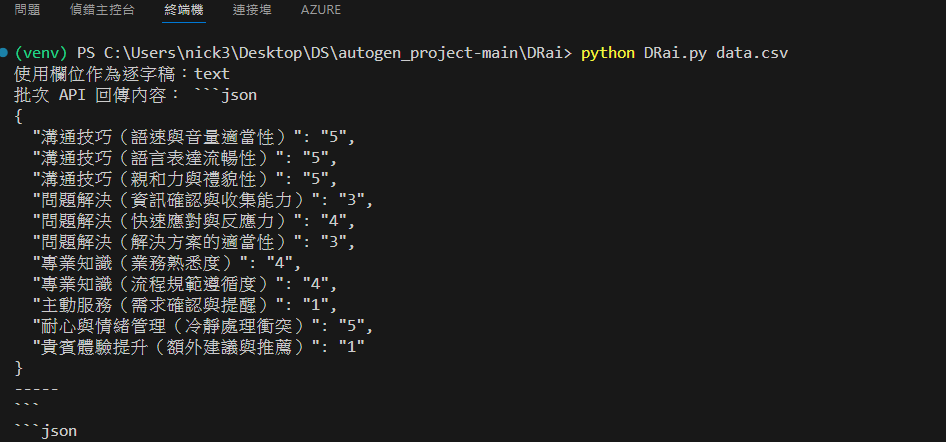 問題 偵錯主控台 終端機 連接埠 AZURE
(venv) PS C:\Users\nick3\Desktop\DS\autogen_project-main\DRai> python DRai.py data.csv
使用欄位作為逐字稿：text
批次 API 回傳內容： ```json
{
  "溝通技巧（語速與音量適當性）": "5",
  "溝通技巧（語言表達流暢性）": "5",
  "溝通技巧（親和力與禮貌性）": "5",
  "問題解決（資訊確認與收集能力）": "3",
  "問題解決（快速應對與反應力）": "4",
  "問題解決（解決方案的適當性）": "3",
  "專業知識（業務熟悉度）": "4",
  "專業知識（流程規範遵循度）": "4",
  "主動服務（需求確認與提醒）": "1",
  "耐心與情緒管理（冷靜處理衝突）": "5",
  "貴賓體驗提升（額外建議與推薦）": "1"
}
-----
```
```json